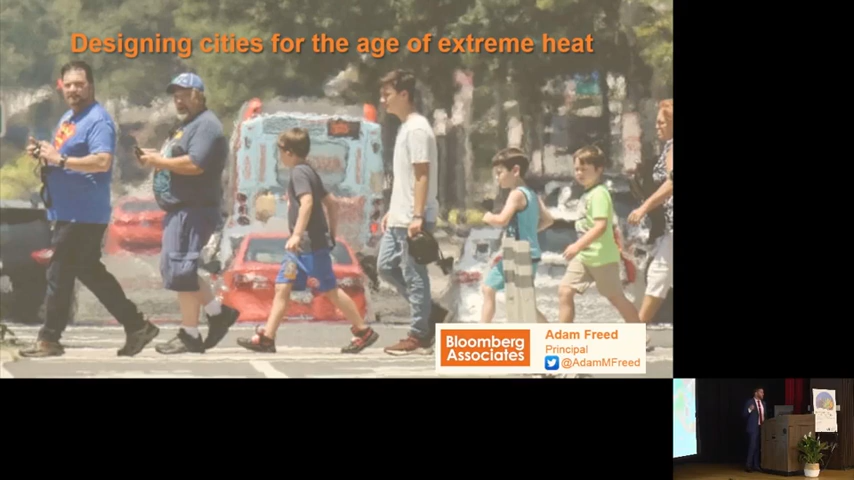 Designing cities for the age of extreme heat
Bloomberg
Associates
Adam Freed
Principal
@AdamMFreed